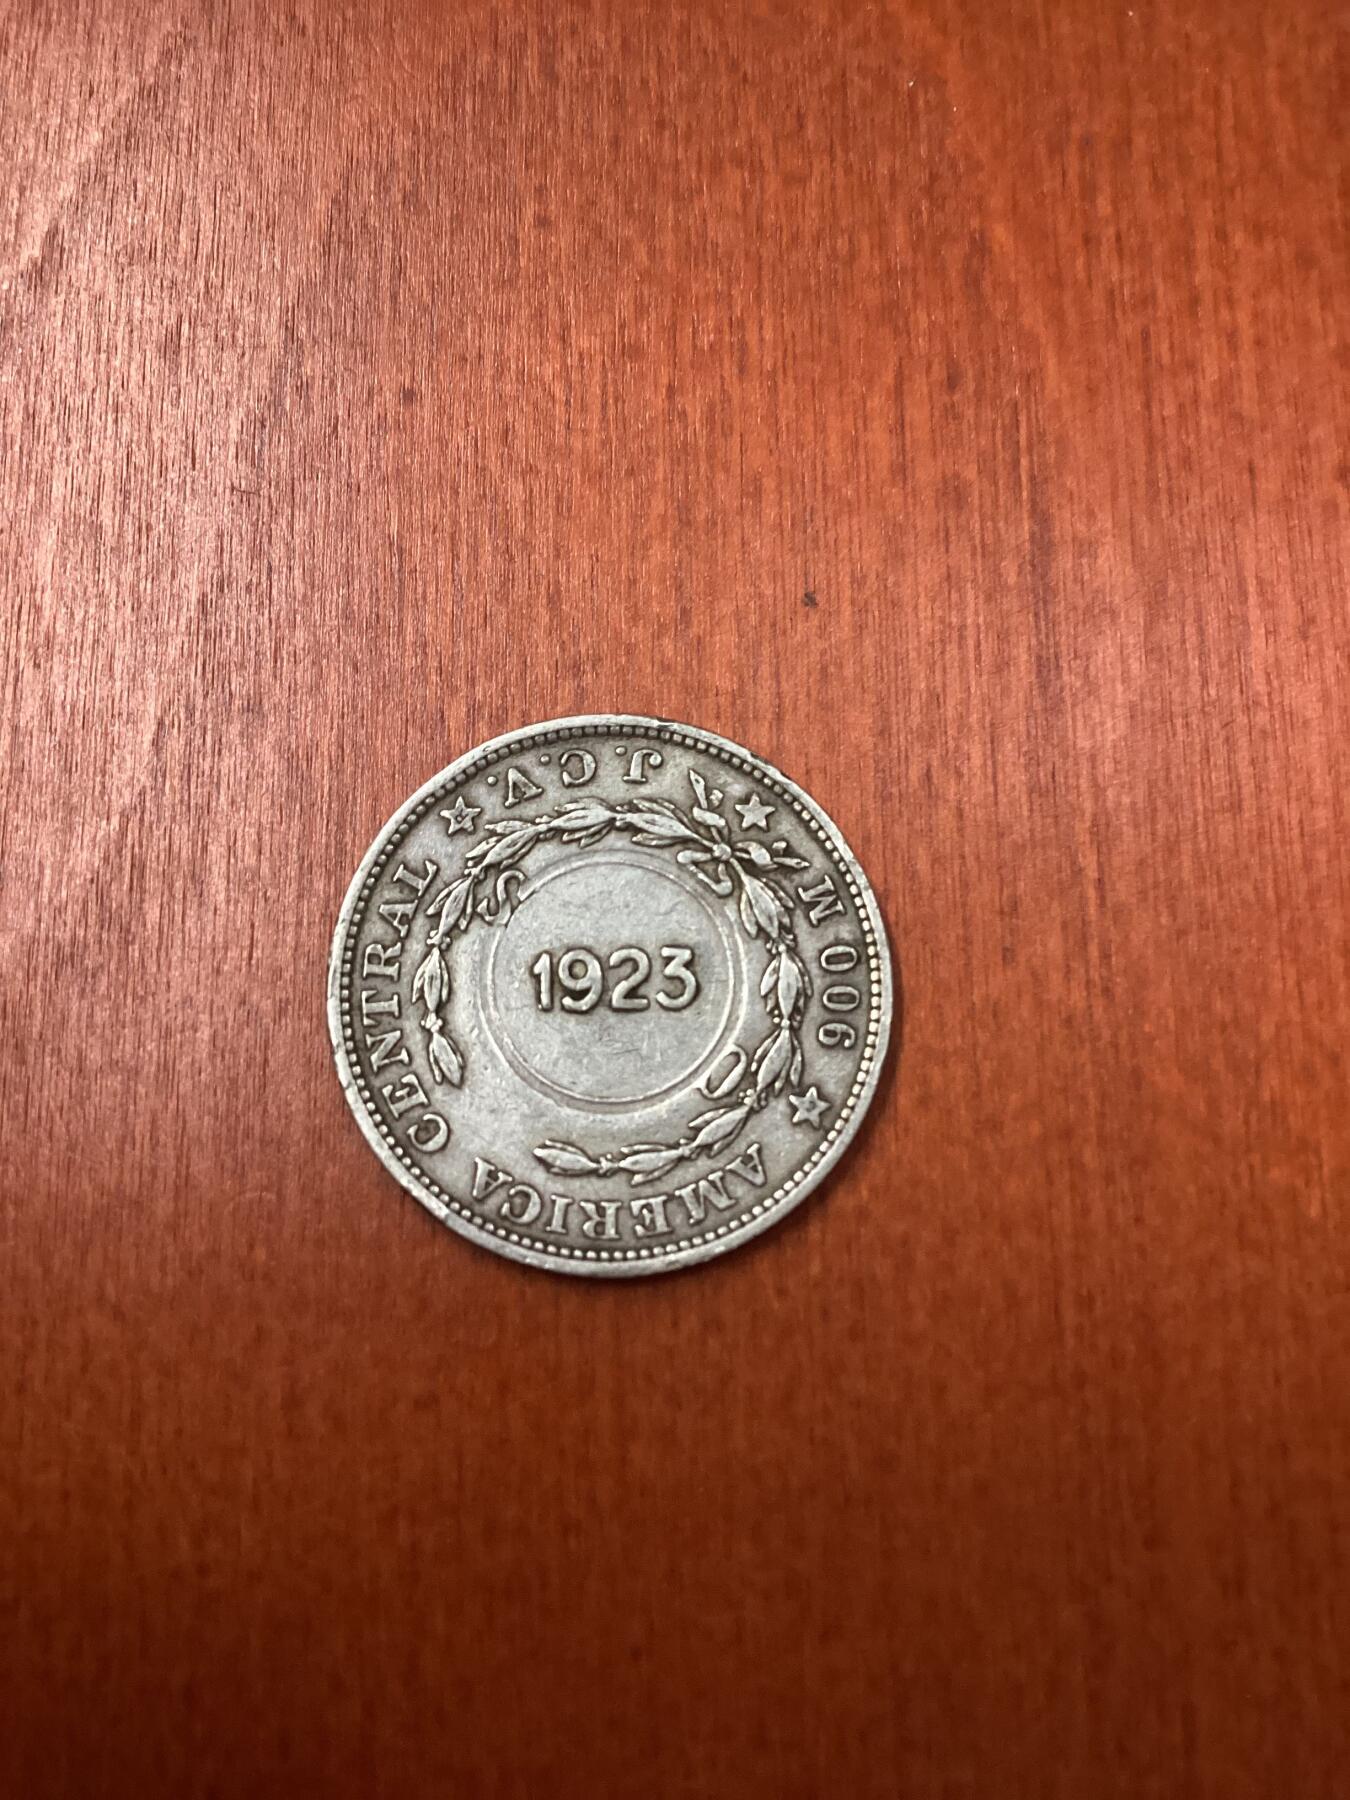 AMERICA CENTRAL
J.C.V.
900 M
1923